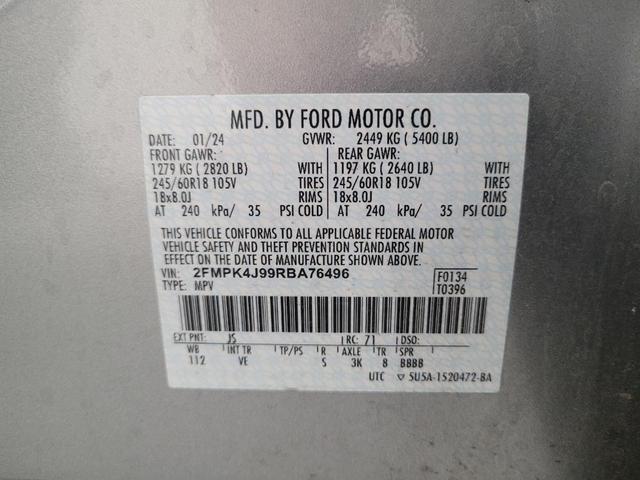 MFD. BY FORD MOTOR CO.
DATE: 01/24 GVWR: 2449 KG ( 5400 LB)
FRONT GAWR: REAR GAWR:
1279 KG ( 2820 LB) WITH 1197 KG ( 2640 LB) WITH
245/60R18 105V TIRES 245/60R18 105V TIRES
18x8.0J RIMS 18x8.0J RIMS
AT 240 kPa/ 35 PSI COLD AT 240 kPa/ 35 PSI COLD
THIS VEHICLE CONFORMS TO ALL APPLICABLE FEDERAL MOTOR
VEHICLE SAFETY AND THEFT PREVENTION STANDARDS IN
EFFECT ON THE DATE OF MANUFACTURE SHOWN ABOVE.
VIN: 2FMPK4J99RBA76496 F0134
TYPE: MPV T0396
EXT PNT: JS RC: 71 DSO:
WB INT TR TP/PS R AXLE TR SPR
112 VE S 3K 8 BBBB
UTC ▽ 5U5A-1520472-BA